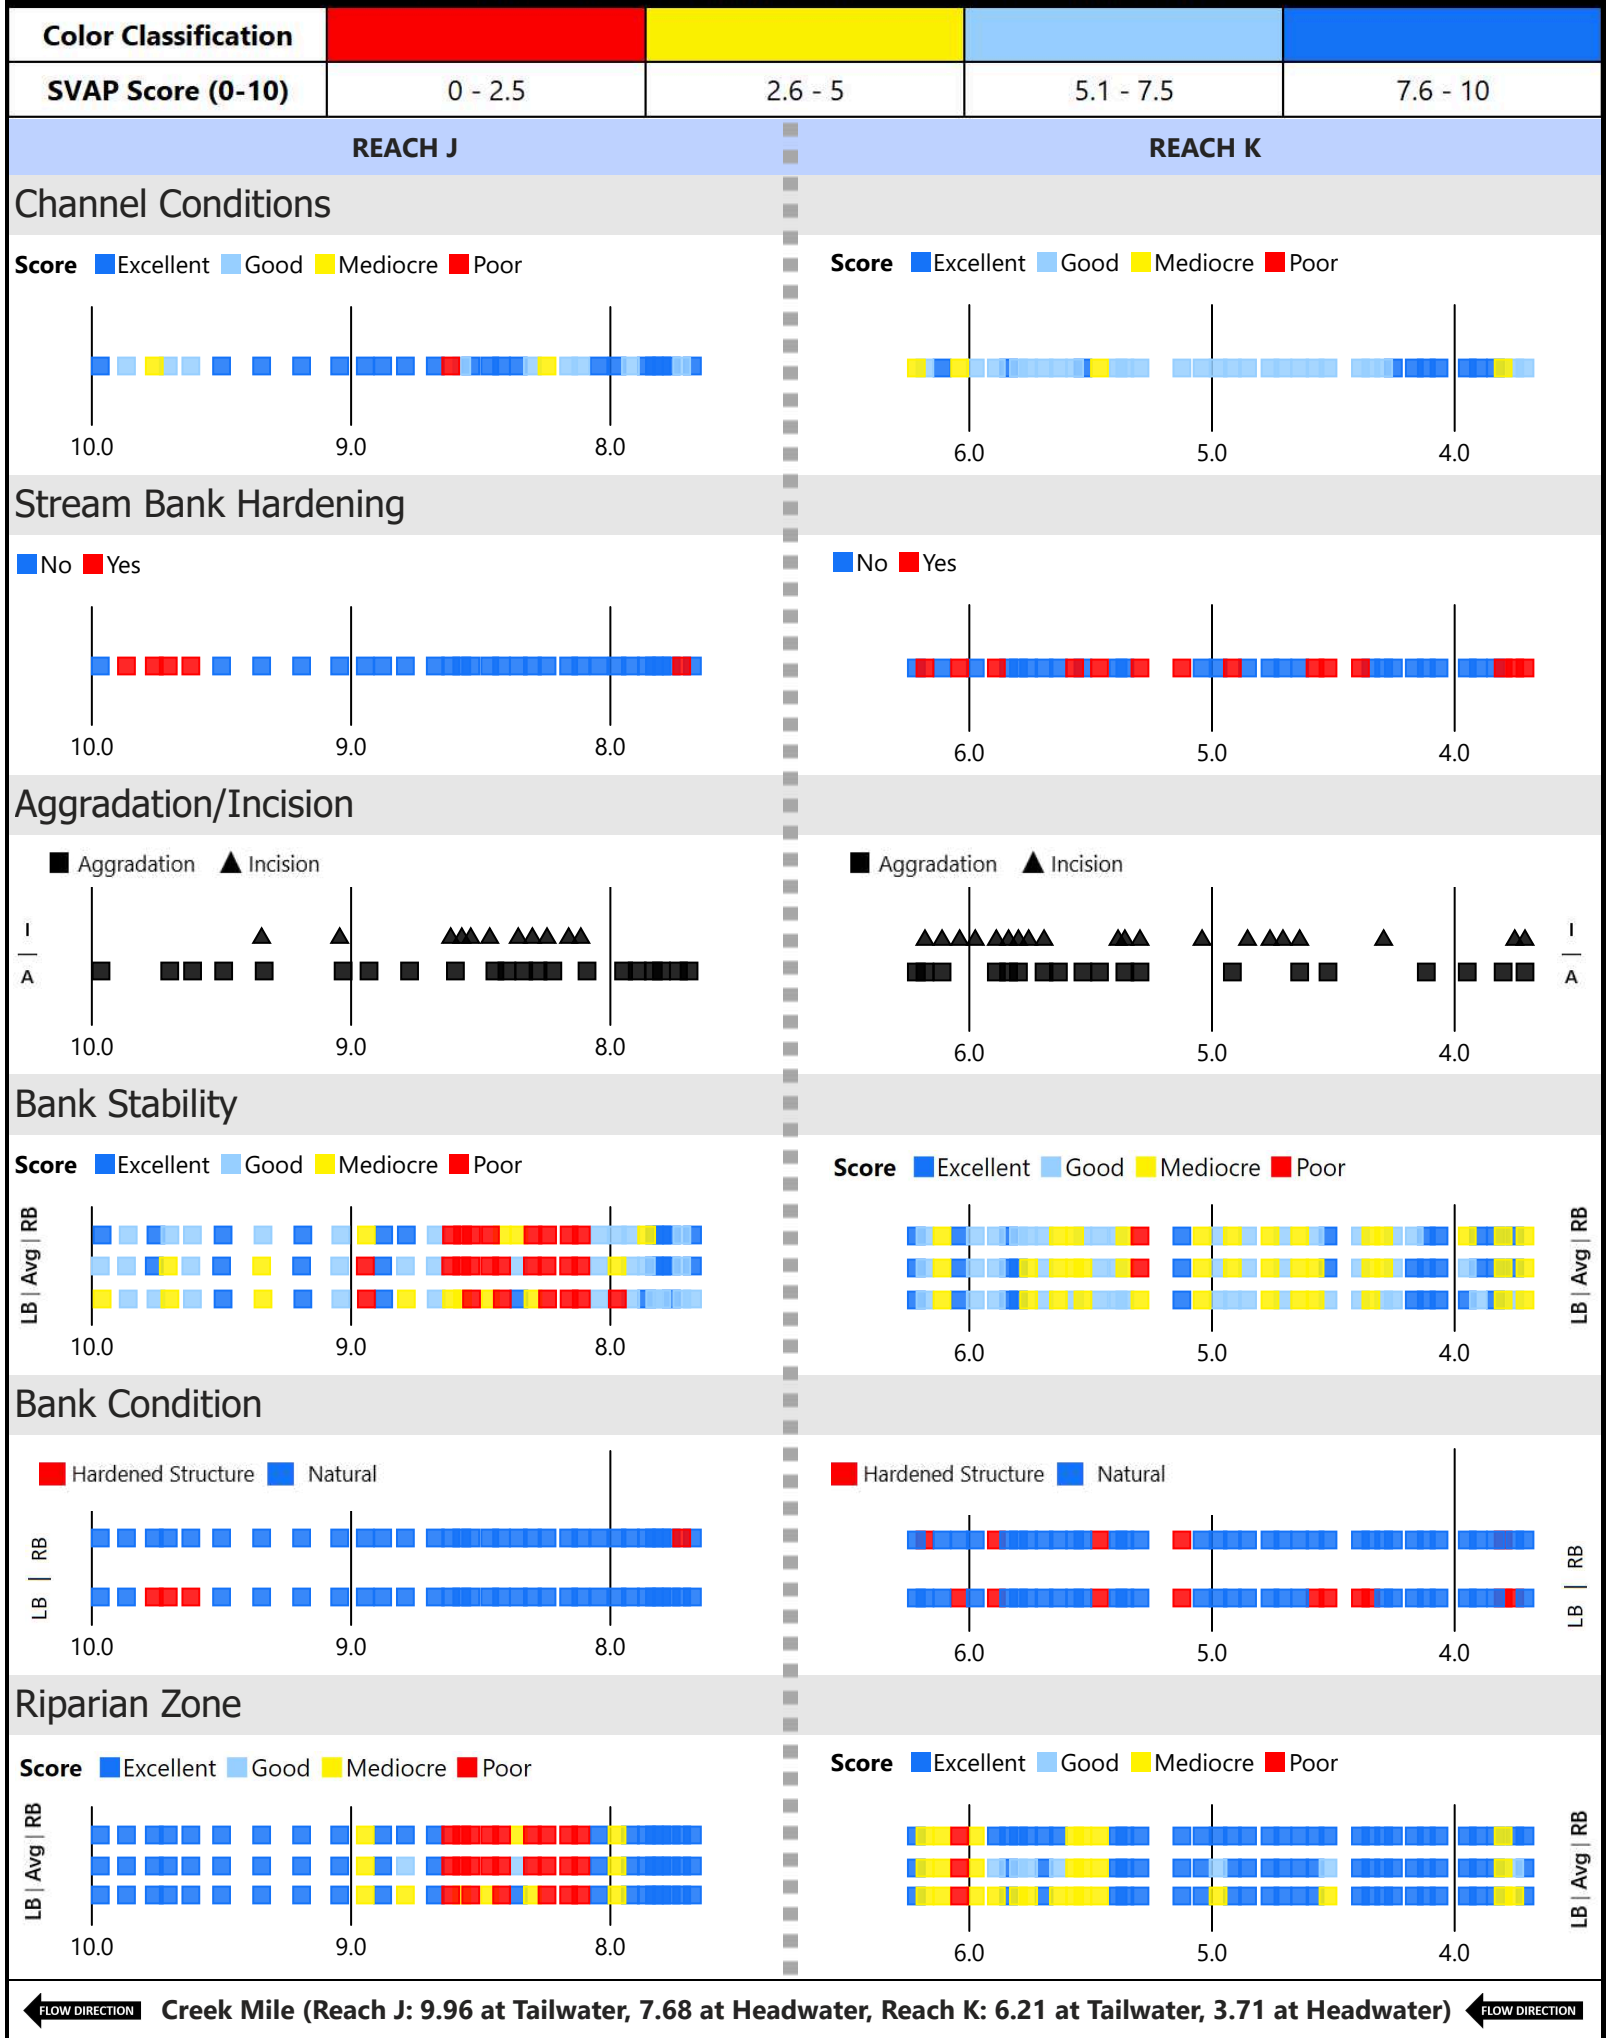 Color Classification
SVAP Score (0-10) 0 - 2.5 2.6 - 5 5.1 - 7.5 7.6 - 10
REACH J REACH K
Channel Conditions
Score Excellent Good Mediocre Poor Score Excellent Good Mediocre Poor
10.0 9.0 8.0 6.0 5.0 4.0
Stream Bank Hardening
No Yes No Yes
10.0 9.0 8.0 6.0 5.0 4.0
Aggradation/Incision
Aggradation Incision Aggradation Incision
I I
A A
10.0 9.0 8.0 6.0 5.0 4.0
Bank Stability
Score Excellent Good Mediocre Poor Score Excellent Good Mediocre Poor
LB | Avg | RB LB | Avg | RB
10.0 9.0 8.0 6.0 5.0 4.0
Bank Condition
Hardened Structure Natural Hardened Structure Natural
LB | RB LB | RB
10.0 9.0 8.0 6.0 5.0 4.0
Riparian Zone
Score Excellent Good Mediocre Poor Score Excellent Good Mediocre Poor
LB | Avg | RB LB | Avg | RB
10.0 9.0 8.0 6.0 5.0 4.0
FLOW DIRECTION Creek Mile (Reach J: 9.96 at Tailwater, 7.68 at Headwater, Reach K: 6.21 at Tailwater, 3.71 at Headwater) FLOW DIRECTION